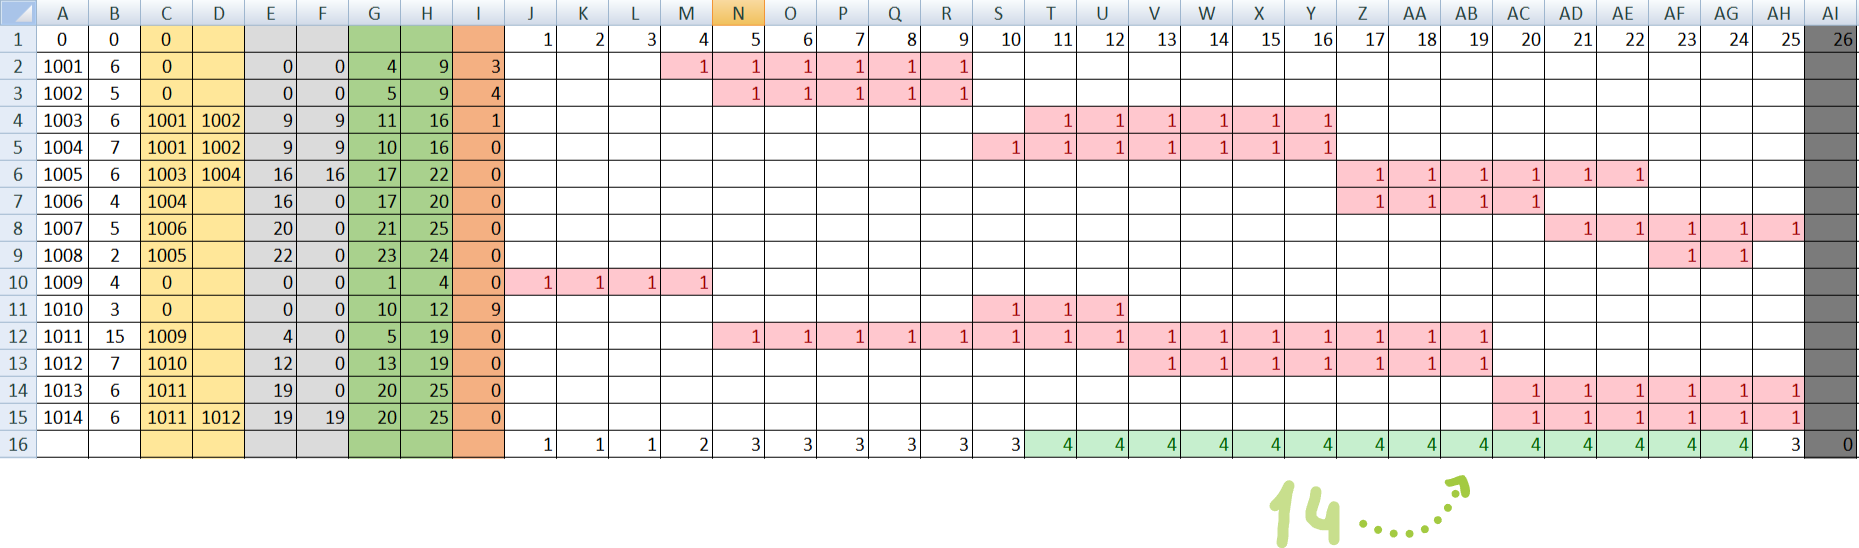 A B C D E F G H I J K L M N O P Q R S T U V W X Y Z AA AB AC AD AE AF AG AH AI
1 0 0 0 1 2 3 4 5 6 7 8 9 10 11 12 13 14 15 16 17 18 19 20 21 22 23 24 25 26
2 1001 6 0 0 0 4 9 3 1 1 1 1 1 1
3 1002 5 0 0 0 5 9 4 1 1 1 1 1
4 1003 6 1001 1002 9 9 11 16 1 1 1 1 1 1 1
5 1004 7 1001 1002 9 9 10 16 0 1 1 1 1 1 1 1
6 1005 6 1003 1004 16 16 17 22 0 1 1 1 1 1 1
7 1006 4 1004 16 0 17 20 0 1 1 1 1
8 1007 5 1006 20 0 21 25 0 1 1 1 1 1
9 1008 2 1005 22 0 23 24 0 1 1
10 1009 4 0 0 0 1 4 0 1 1 1 1
11 1010 3 0 0 0 10 12 9 1 1 1
12 1011 15 1009 4 0 5 19 0 1 1 1 1 1 1 1 1 1 1 1 1 1 1 1
13 1012 7 1010 12 0 13 19 0 1 1 1 1 1 1 1
14 1013 6 1011 19 0 20 25 0 1 1 1 1 1 1
15 1014 6 1011 1012 19 19 20 25 0 1 1 1 1 1 1
16 1 1 1 2 3 3 3 3 3 3 4 4 4 4 4 4 4 4 4 4 4 4 4 4 3 0
14